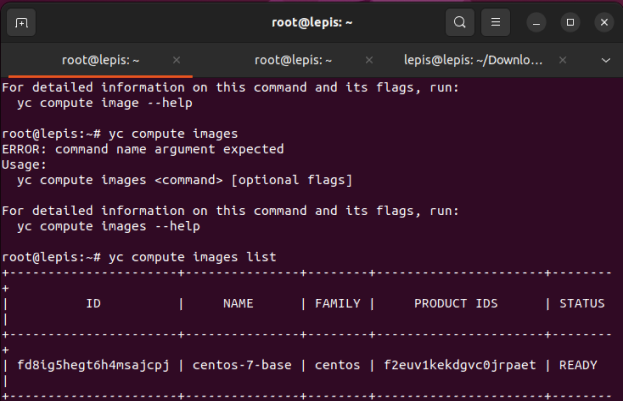 root@lepis: ~
root@lepis: ~
root@lepis: ~
lepis@lepis: ~/Downlo...
For detailed information on this command and its flags, run:
  yc compute image --help
root@lepis:~# yc compute images
ERROR: command name argument expected
Usage:
  yc compute images <command> [optional flags]
For detailed information on this command and its flags, run:
  yc compute images --help
root@lepis:~# yc compute images list
+----------------------+---------------+--------+----------------------+--------
+
|          ID          |     NAME      | FAMILY |     PRODUCT IDS      | STATUS
|
+----------------------+---------------+--------+----------------------+--------
+
| fd8ig5hegt6h4msajcpj | centos-7-base | centos | f2euv1kekdgvc0jrpaet | READY
|
+----------------------+---------------+--------+----------------------+--------